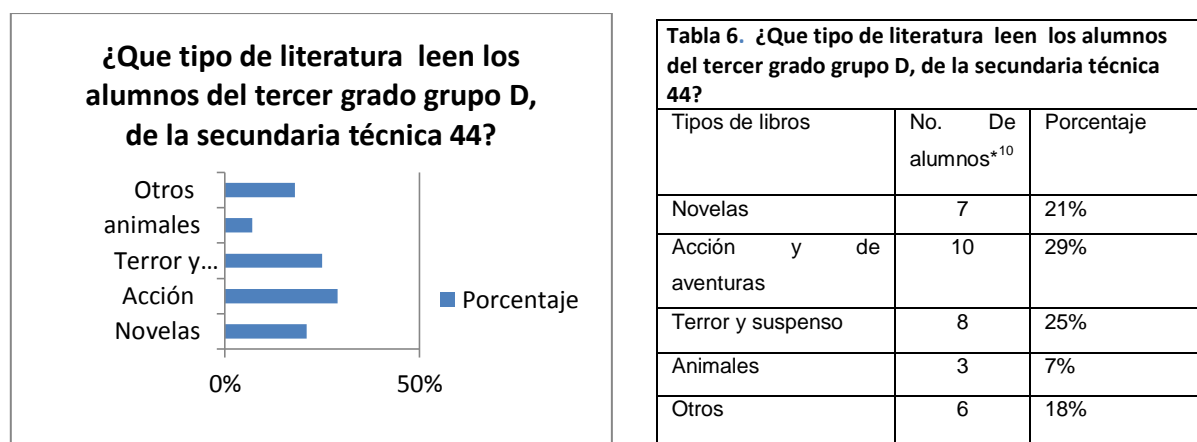 ¿Que tipo de literatura leen los
alumnos del tercer grado grupo D,
de la secundaria técnica 44?
Otros
animales
Terror y...
Acción
Novelas
Porcentaje
0% 50%
Tabla 6. ¿Que tipo de literatura leen los alumnos
del tercer grado grupo D, de la secundaria técnica
44?
Tipos de libros No. De Porcentaje
alumnos*10
Novelas 7 21%
Acción y de 10 29%
aventuras
Terror y suspenso 8 25%
Animales 3 7%
Otros 6 18%